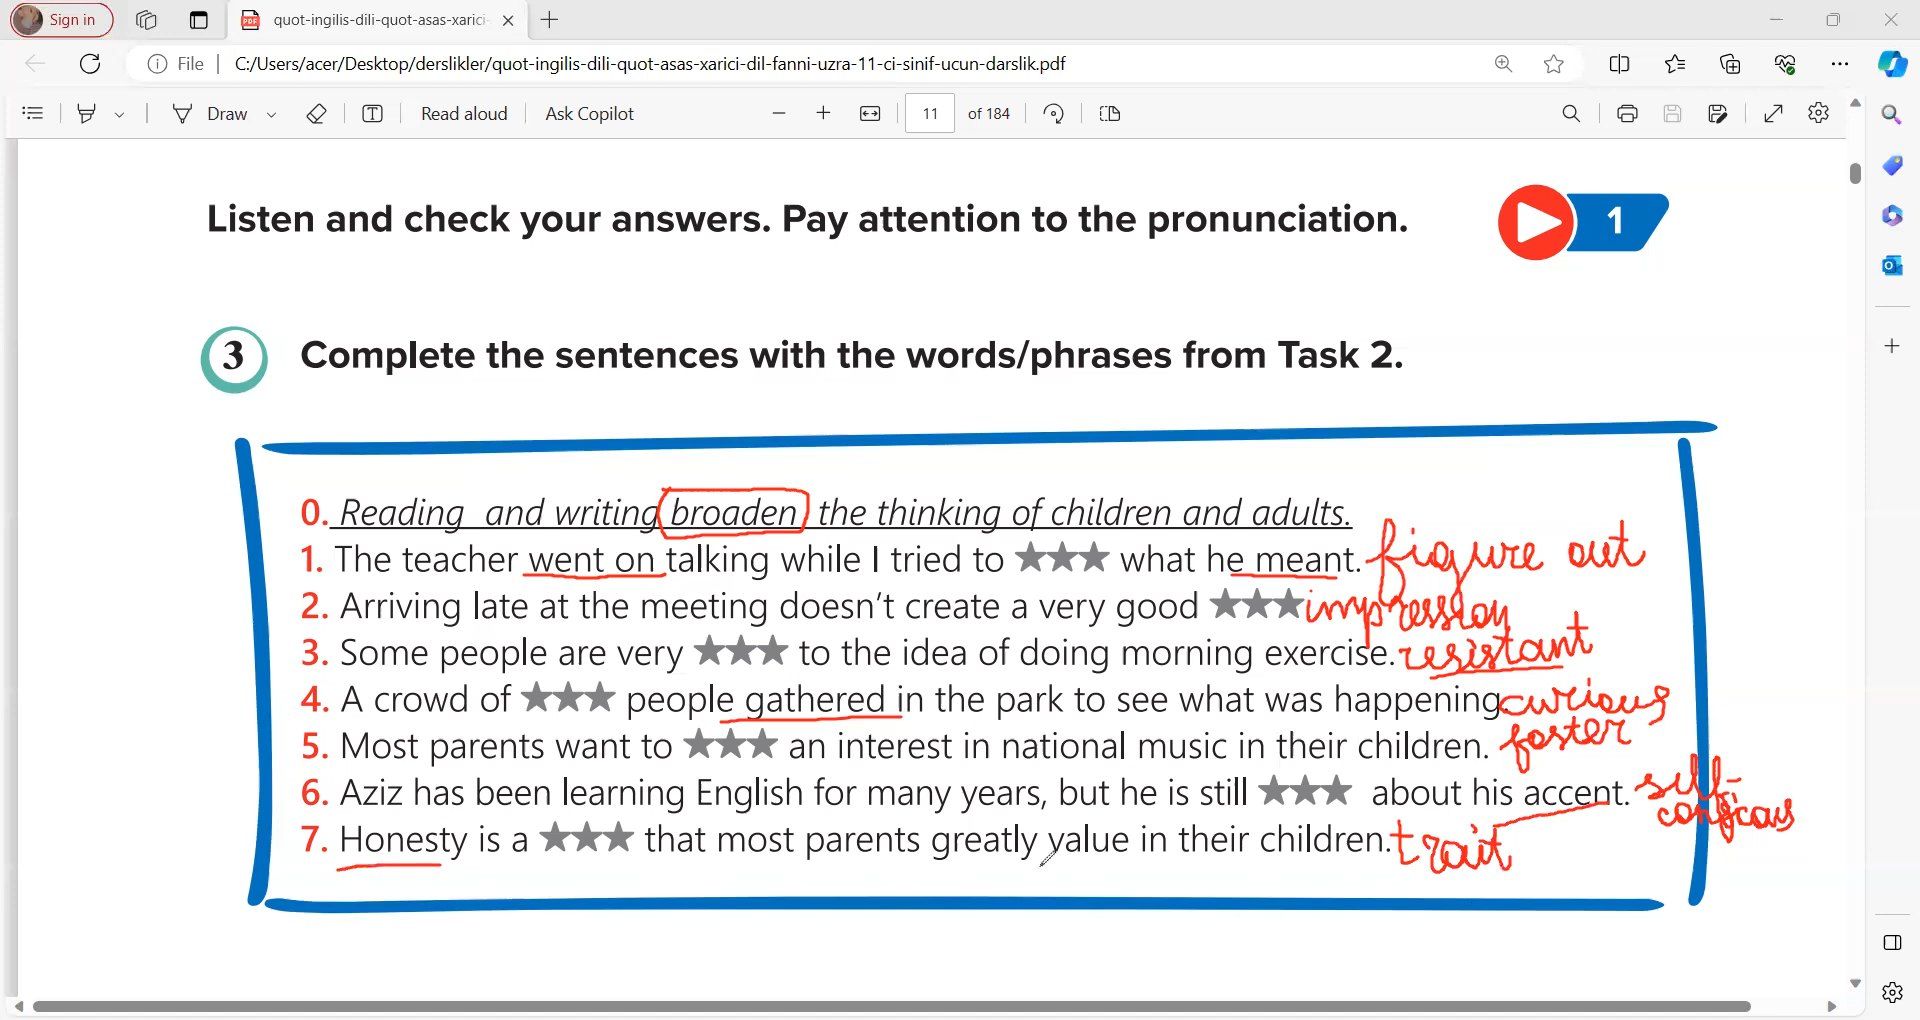 Sign in
quot-ingilis-dili-quot-asas-xarici-
File
C:/Users/acer/Desktop/derslikler/quot-ingilis-dili-quot-asas-xarici-dil-fanni-uzra-11-ci-sinif-ucun-darslik.pdf
Draw Read aloud Ask Copilot 11 of 184
Listen and check your answers. Pay attention to the pronunciation. 1
3 Complete the sentences with the words/phrases from Task 2.
0. Reading and writing broaden the thinking of children and adults.
1. The teacher went on talking while I tried to ★★★ what he meant. figure out
2. Arriving late at the meeting doesn't create a very good ★★★ impression
3. Some people are very ★★★ to the idea of doing morning exercise. resistant
4. A crowd of ★★★ people gathered in the park to see what was happening. curious
5. Most parents want to ★★★ an interest in national music in their children. foster
6. Aziz has been learning English for many years, but he is still ★★★ about his accent. self-
7. Honesty is a ★★★ that most parents greatly value in their children. trait